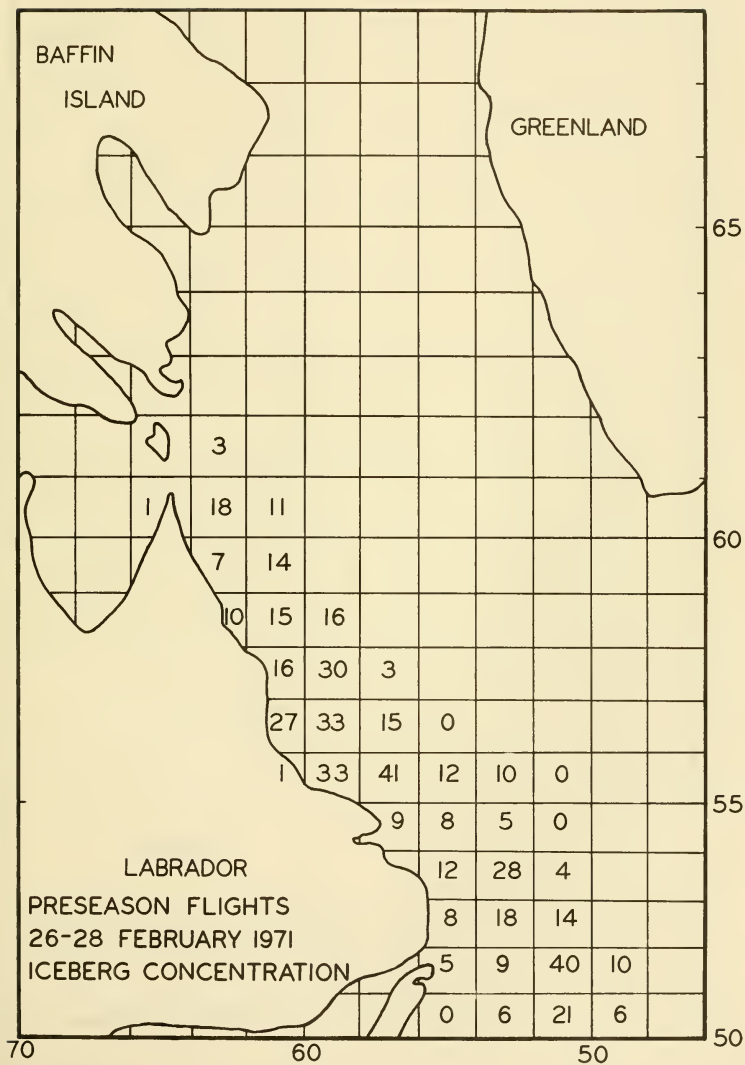 BAFFIN
ISLAND
GREENLAND
65
3
1 18 11
60
7 14
10 15 16
16 30 3
27 33 15 0
1 33 41 12 10 0
55
9 8 5 0
LABRADOR
12 28 4
PRESEASON FLIGHTS
8 18 14
26-28 FEBRUARY 1971
ICEBERG CONCENTRATION
5 9 40 10
0 6 21 6
50
70 60 50